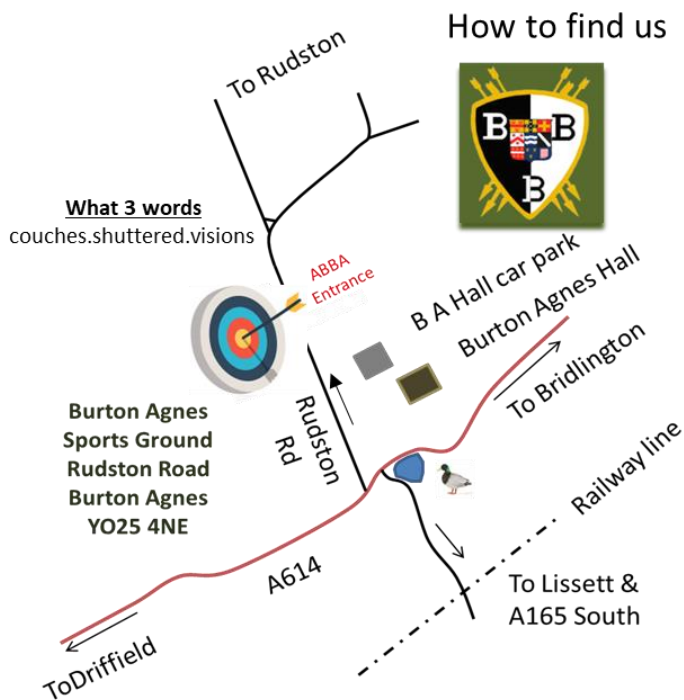 How to find us
To Rudston
B
B
B
What 3 words
couches.shuttered.visions
ABBA
Entrance
B A Hall car park
Burton Agnes Hall
To Bridlington
Rudston
Rd
Burton Agnes
Sports Ground
Rudston Road
Burton Agnes
YO25 4NE
Railway line
A614
To Lissett &
A165 South
ToDriffield